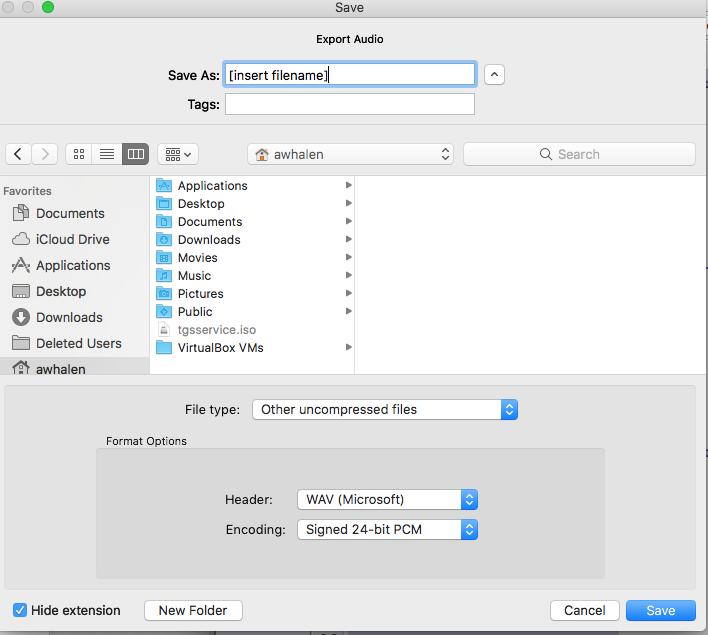 Save
Export Audio
Save As: [insert filename]
Tags:
awhalen
Search
Favorites
Documents
iCloud Drive
Applications
Desktop
Downloads
Deleted Users
awhalen
Applications
Desktop
Documents
Downloads
Movies
Music
Pictures
Public
tgsservice.iso
VirtualBox VMs
File type: Other uncompressed files
Format Options
Header: WAV (Microsoft)
Encoding: Signed 24-bit PCM
Hide extension New Folder Cancel Save